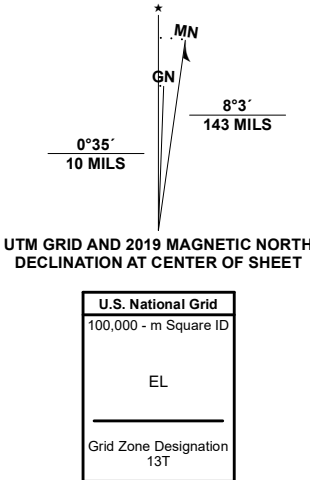 ★
MN
GN
8°3´
143 MILS
0°35´
10 MILS
UTM GRID AND 2019 MAGNETIC NORTH
DECLINATION AT CENTER OF SHEET
U.S. National Grid
100,000 - m Square ID
EL
Grid Zone Designation
13T